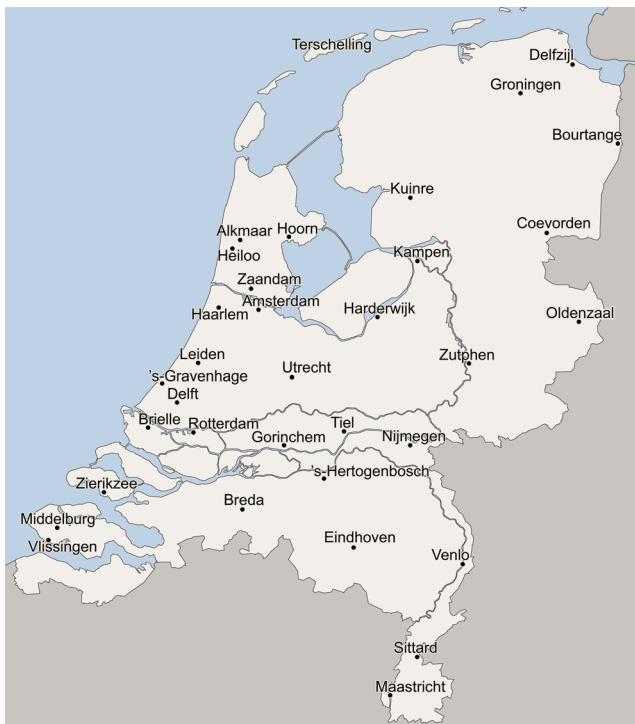 Terschelling
Delfzijl
Groningen
Bourtange
Kuinre
Coevorden
Alkmaar
Hoorn
Heiloo
Kampen
Zaandam
Amsterdam
Haarlem
Harderwijk
Oldenzaal
Leiden
Zutphen
Utrecht
's-Gravenhage
Delft
Brielle
Rotterdam
Tiel
Gorinchem
Nijmegen
's-Hertogenbosch
Zierikzee
Breda
Middelburg
Eindhoven
Vlissingen
Venlo
Sittard
Maastricht